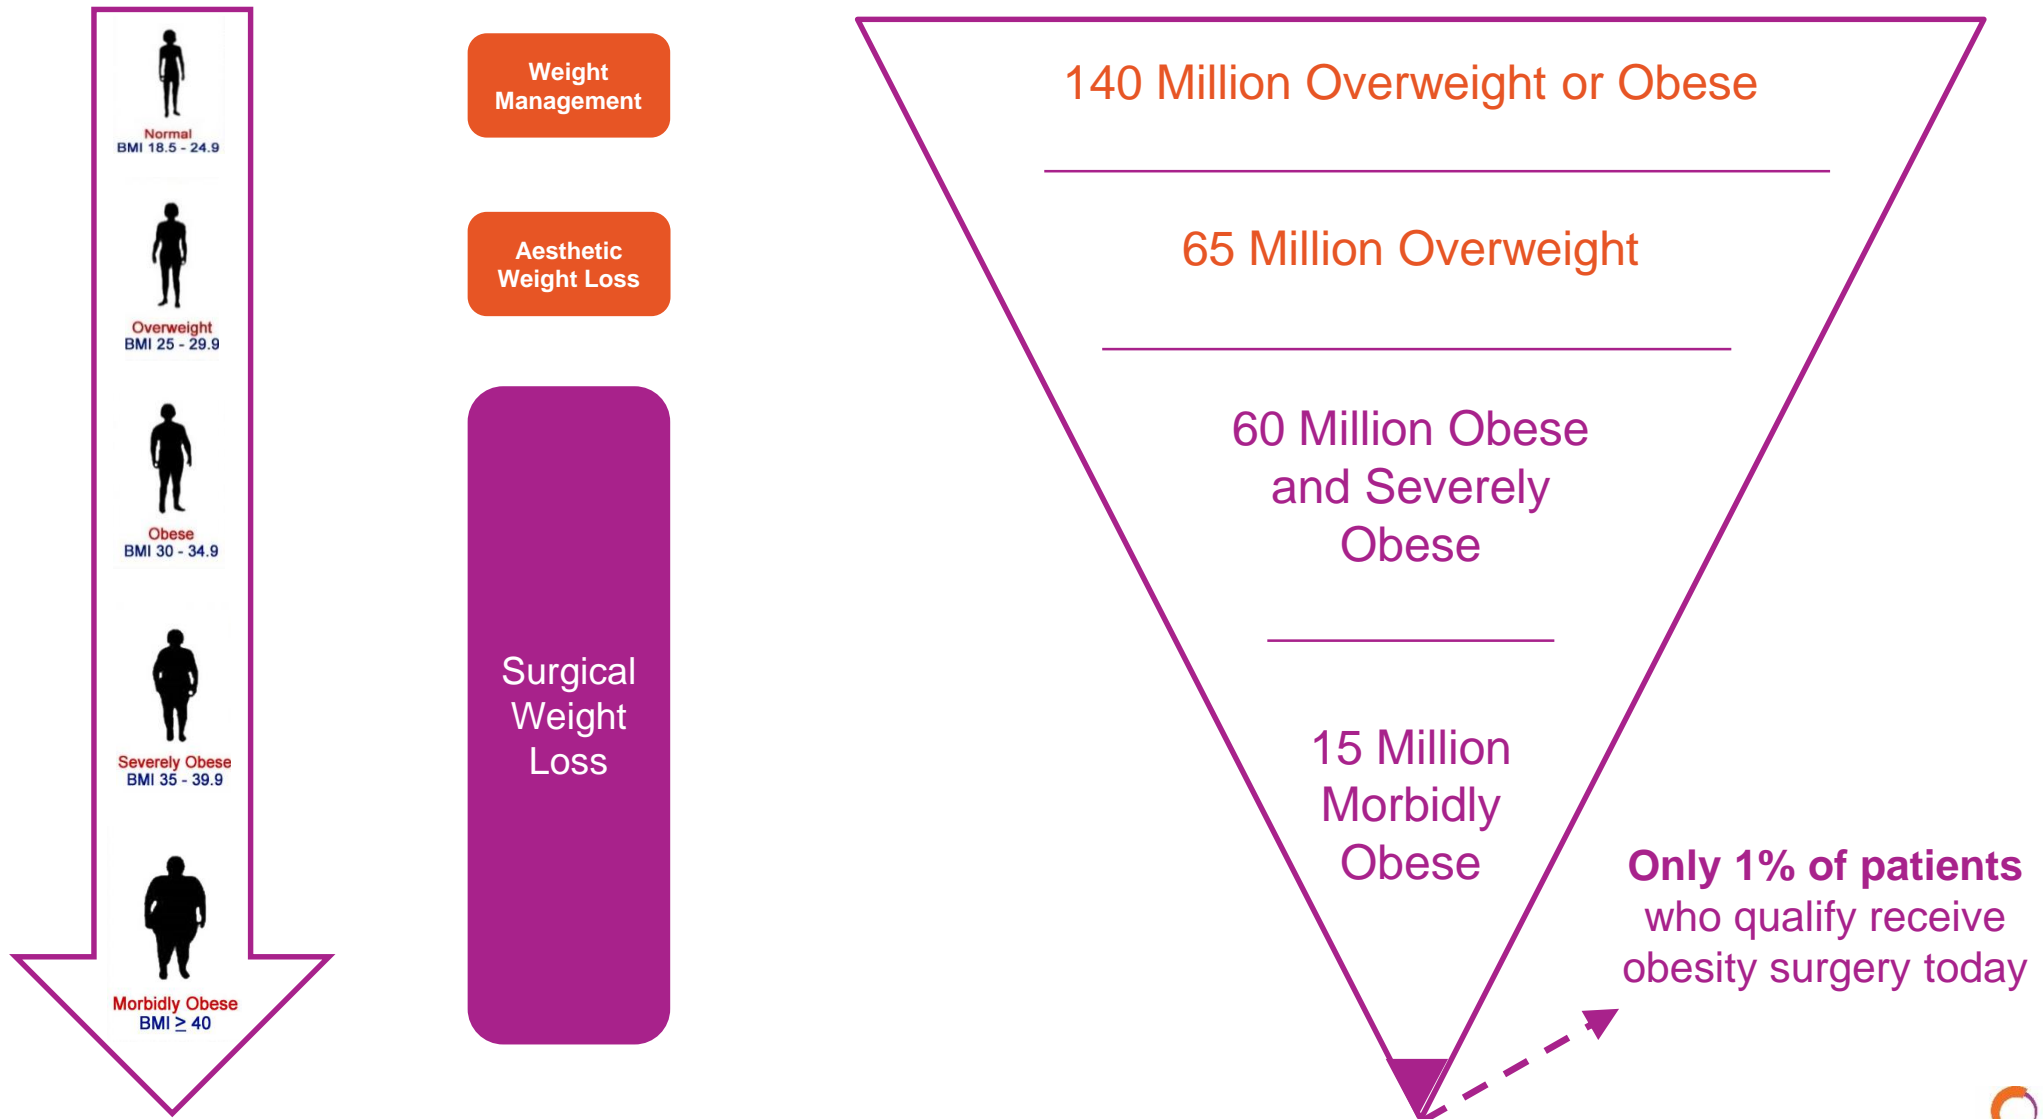 Normal
BMI 18.5 - 24.9
Overweight
BMI 25 - 29.9
Obese
BMI 30 - 34.9
Severely Obese
BMI 35 - 39.9
Morbidly Obese
BMI ≥ 40
Weight
Management
Aesthetic
Weight Loss
Surgical
Weight
Loss
140 Million Overweight or Obese
65 Million Overweight
60 Million Obese
and Severely
Obese
15 Million
Morbidly
Obese
Only 1% of patients
who qualify receive
obesity surgery today